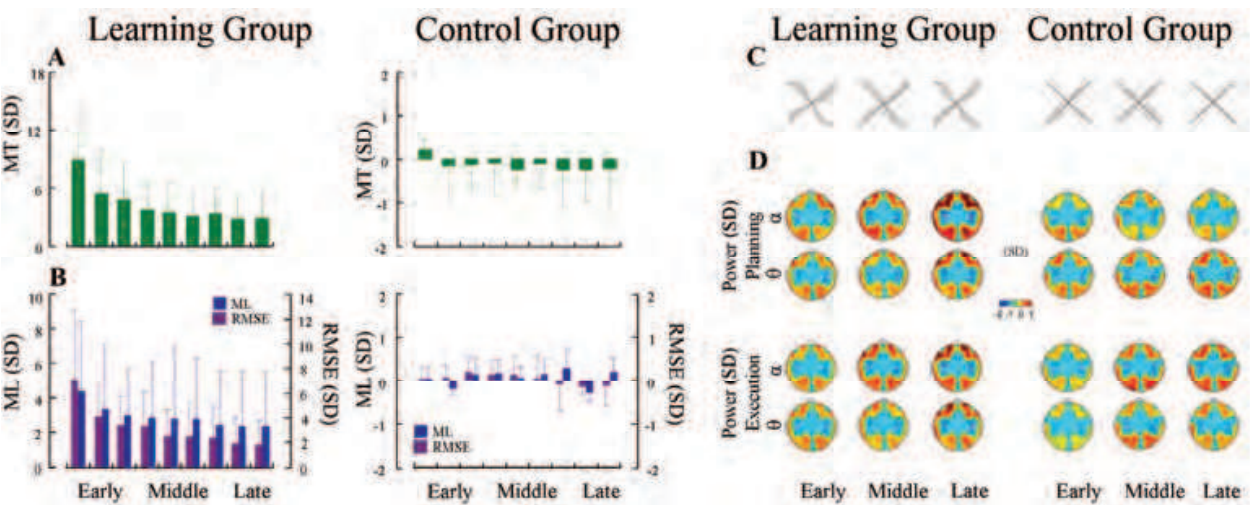 Learning Group
Control Group
Learning Group
Control Group
A
MT (SD)
18
12
6
0
MT (SD)
2
1
0
-1
-2
B
ML (SD)
10
8
6
4
2
0
ML
RMSE
14
12
10
8
6
4
2
0
RMSE (SD)
ML (SD)
2
1
0
-1
-2
ML
RMSE
2
1
0
-1
-2
RMSE (SD)
Early Middle Late
Early Middle Late
C
D
Power (SD)
Planning
α
θ
(SD)
Power (SD)
Execution
α
θ
Early Middle Late
Early Middle Late